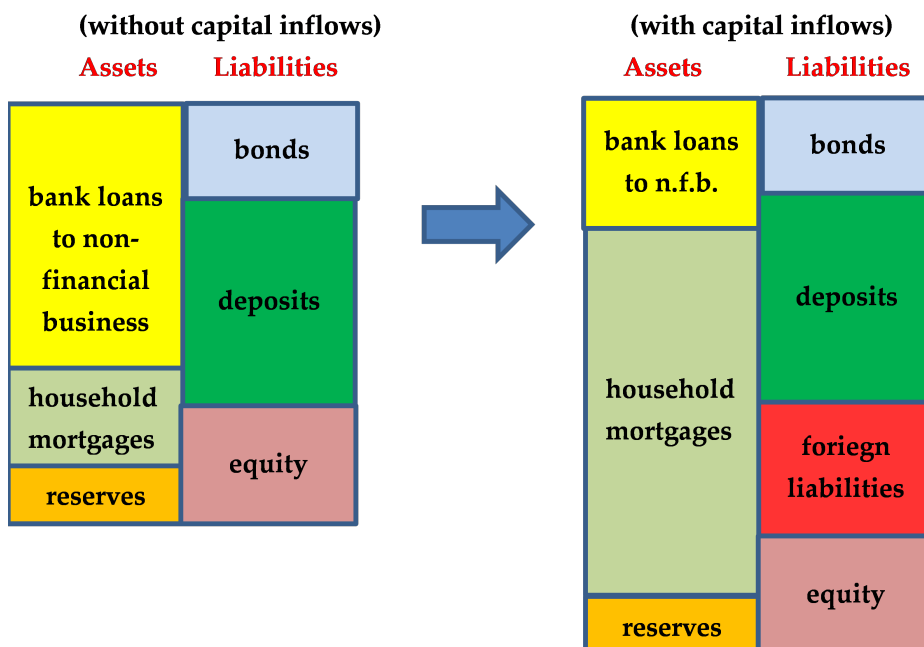 (without capital inflows)
Assets
Liabilities
bank loans
to non-
financial
business
household
mortgages
reserves
bonds
deposits
equity
(with capital inflows)
Assets
Liabilities
bank loans
to n.f.b.
household
mortgages
reserves
bonds
deposits
foriegn
liabilities
equity